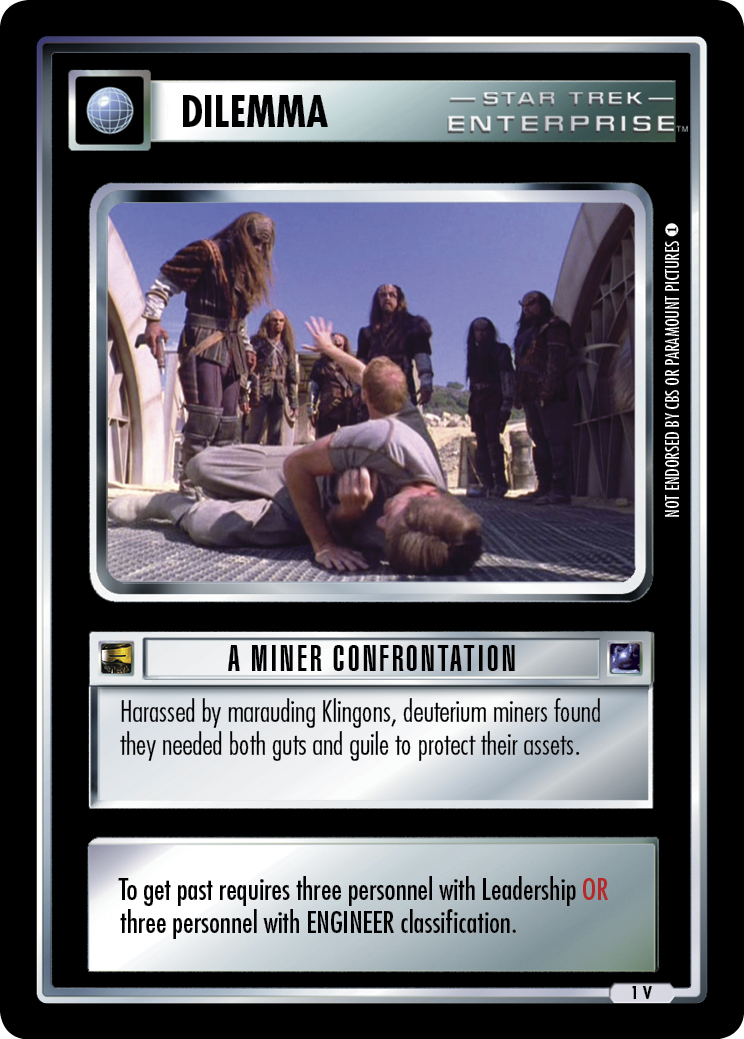 DILEMMA
STAR TREK
ENTERPRISE™
NOT ENDORSED BY CBS OR PARAMOUNT PICTURES 1
A MINER CONFRONTATION
Harassed by marauding Klingons, deuterium miners found
they needed both guts and guile to protect their assets.
To get past requires three personnel with Leadership OR
three personnel with ENGINEER classification.
1 V